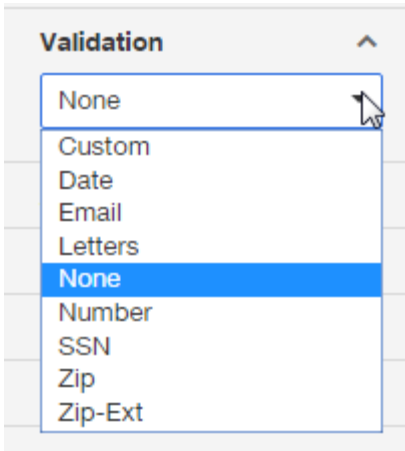 Validation
None
Custom
Date
Email
Letters
None
Number
SSN
Zip
Zip-Ext